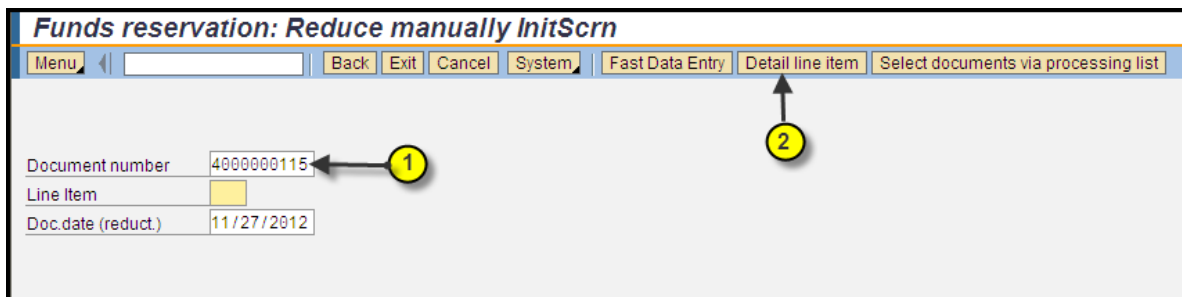 Funds reservation: Reduce manually InitScrn
Menu Back Exit Cancel System Fast Data Entry Detail line item Select documents via processing list
2
Document number 4000000115 1
Line Item
Doc.date (reduct.) 11/27/2012